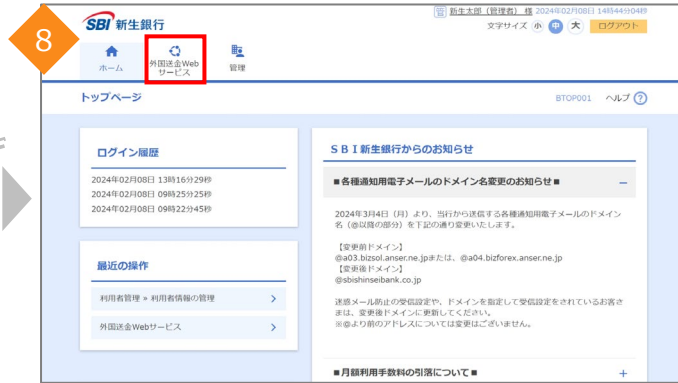 8
SBI 新生銀行
新生太郎（管理者） 様 2024年02月08日 14時44分04秒
文字サイズ 小 中 大 ログアウト
ホーム
外国送金Web
サービス
管理
トップページ
BTOP001 ヘルプ ?
ログイン履歴
2024年02月08日 13時16分29秒
2024年02月08日 09時25分25秒
2024年02月08日 09時22分45秒
最近の操作
利用者管理 » 利用者情報の管理
外国送金Webサービス
ＳＢＩ新生銀行からのお知らせ
■各種通知用電子メールのドメイン名変更のお知らせ■
2024年3月4日（月）より、当行から送信する各種通知用電子メールのドメイン
名（@以降の部分）を下記の通り変更いたします。
【変更前ドメイン】
@a03.bizsol.anser.ne.jpまたは、@a04.bizforex.anser.ne.jp
【変更後ドメイン】
@sbishinseibank.co.jp
迷惑メール防止の受信設定や、ドメインを指定して受信設定をされているお客さ
まは、変更後ドメインに更新してください。
※@より前のアドレスについては変更はございません。
■月額利用手数料の引落について■